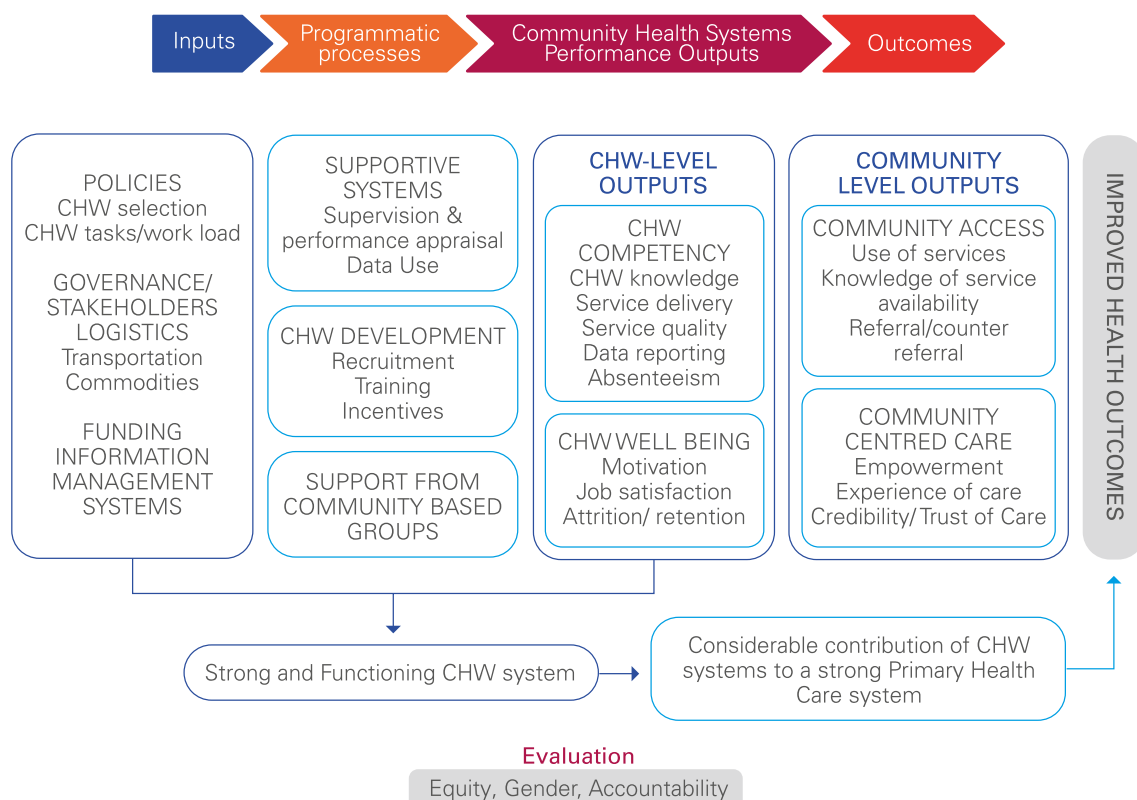 Inputs
Programmatic
processes
Community Health Systems
Performance Outputs
Outcomes
POLICIES
CHW selection
CHW tasks/work load
GOVERNANCE/
STAKEHOLDERS
LOGISTICS
Transportation
Commodities
FUNDING
INFORMATION
MANAGEMENT
SYSTEMS
SUPPORTIVE
SYSTEMS
Supervision &
performance appraisal
Data Use
CHW DEVELOPMENT
Recruitment
Training
Incentives
SUPPORT FROM
COMMUNITY BASED
GROUPS
CHW-LEVEL
OUTPUTS
CHW
COMPETENCY
CHW knowledge
Service delivery
Service quality
Data reporting
Absenteeism
CHW WELL BEING
Motivation
Job satisfaction
Attrition/ retention
COMMUNITY
LEVEL OUTPUTS
COMMUNITY ACCESS
Use of services
Knowledge of service
availability
Referral/counter
referral
COMMUNITY
CENTRED CARE
Empowerment
Experience of care
Credibility/ Trust of Care
IMPROVED HEALTH OUTCOMES
Strong and Functioning CHW system
Considerable contribution of CHW
systems to a strong Primary Health
Care system
Evaluation
Equity, Gender, Accountability